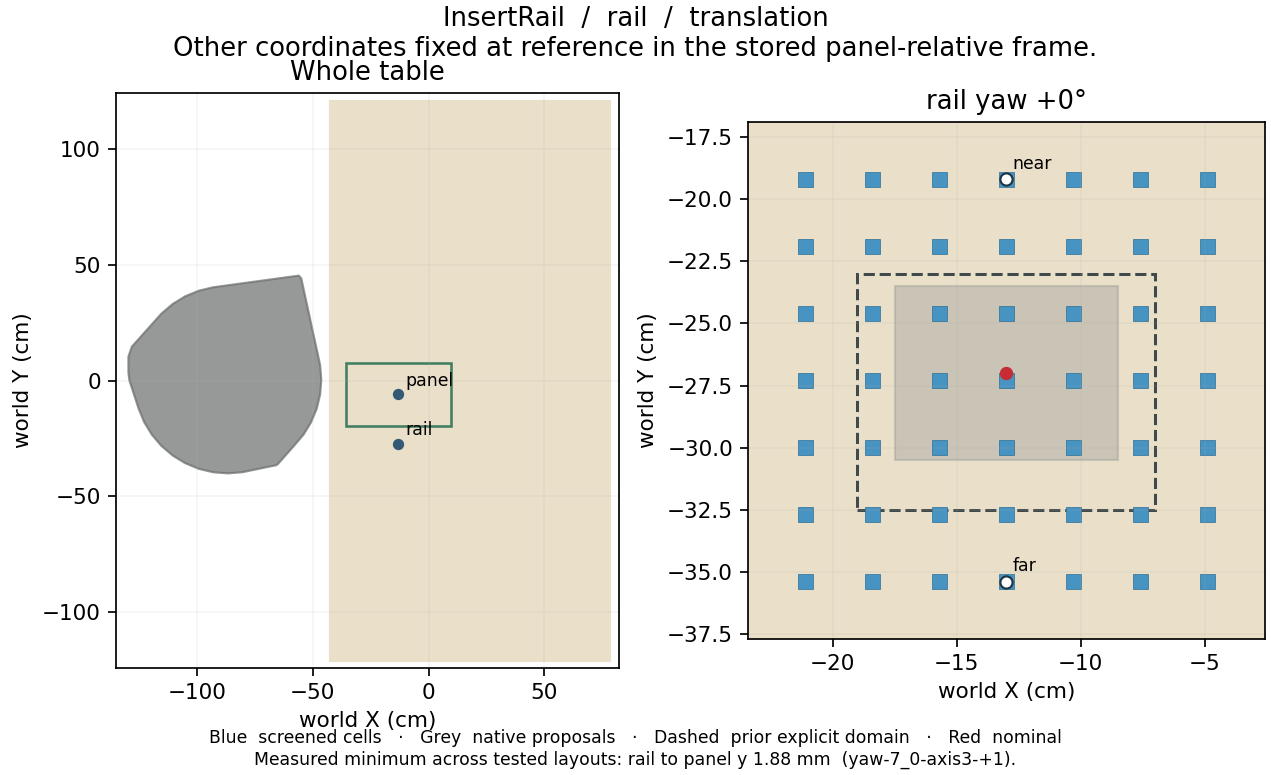 InsertRail / rail / translation
Other coordinates fixed at reference in the stored panel-relative frame.
Whole table
world Y (cm)
100
50
0
−50
−100
panel
rail
−100
−50
0
50
world X (cm)
rail yaw +0°
world Y (cm)
−17.5
−20.0
−22.5
−25.0
−27.5
−30.0
−32.5
−35.0
−37.5
near
far
−20
−15
−10
−5
world X (cm)
Blue screened cells · Grey native proposals · Dashed prior explicit domain · Red nominal
Measured minimum across tested layouts: rail to panel y 1.88 mm (yaw-7_0-axis3-+1).